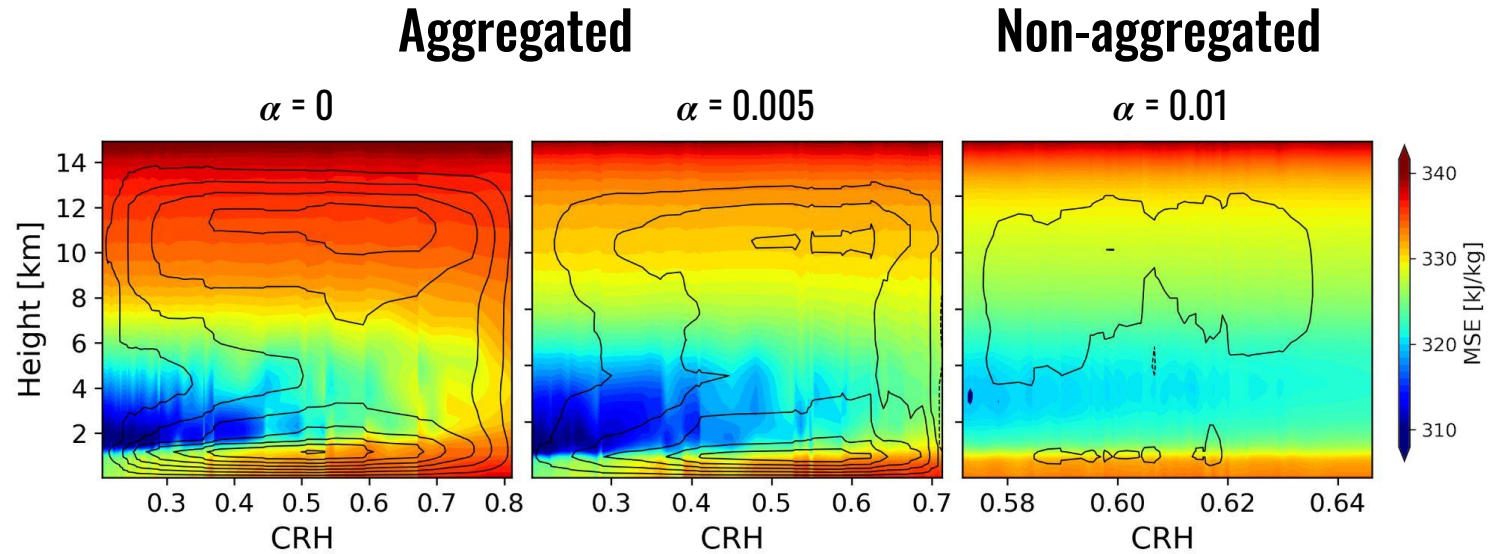 Aggregated
Non-aggregated
α = 0
α = 0.005
α = 0.01
Height [km]
14
12
10
8
6
4
2
0.3 0.4 0.5 0.6 0.7 0.8
CRH
0.3 0.4 0.5 0.6 0.7
CRH
0.58 0.60 0.62 0.64
CRH
340
330
320
310
MSE [kJ/kg]